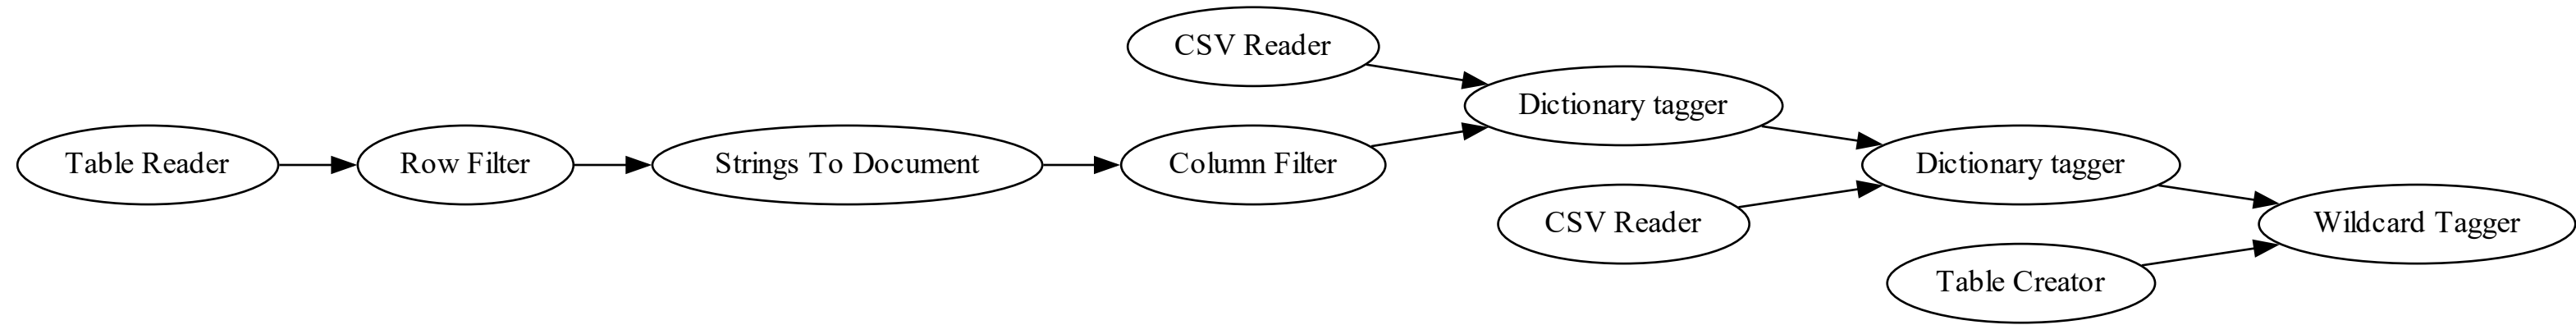 CSV Reader
Dictionary tagger
Table Reader
Row Filter
Strings To Document
Column Filter
Dictionary tagger
CSV Reader
Wildcard Tagger
Table Creator